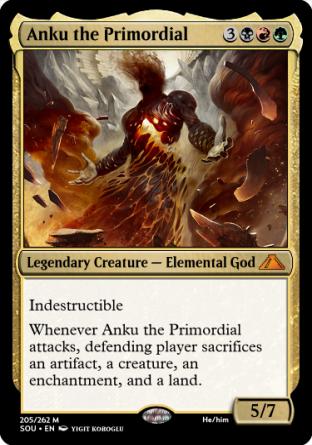 Anku the Primordial 3
Legendary Creature — Elemental God
Indestructible
Whenever Anku the Primordial
attacks, defending player sacrifices
an artifact, a creature, an
enchantment, and a land.
5/7
205/262 M
He/him
SOU • EN YIGIT KOROGLU